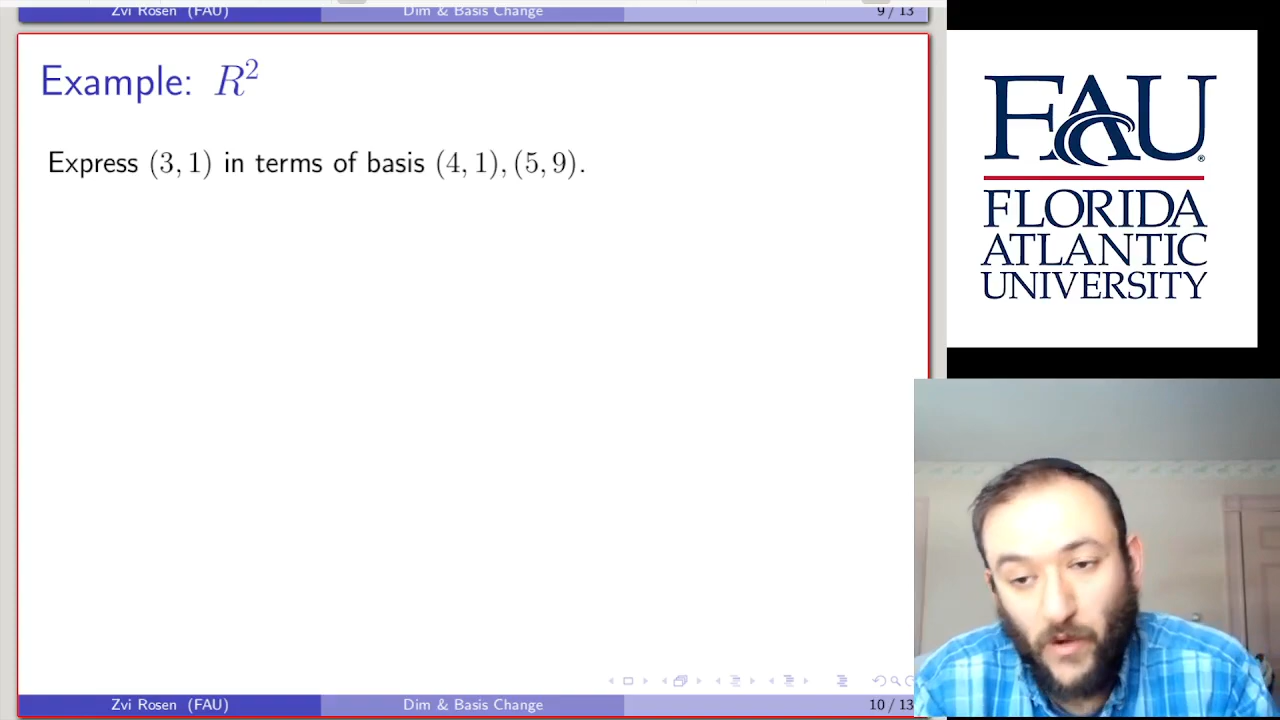 Zvi Rosen (FAU) Dim & Basis Change 9 / 13
Example: R²
Express (3, 1) in terms of basis (4, 1), (5, 9).
Zvi Rosen (FAU) Dim & Basis Change 10 / 13
FAU®
FLORIDA
ATLANTIC
UNIVERSITY